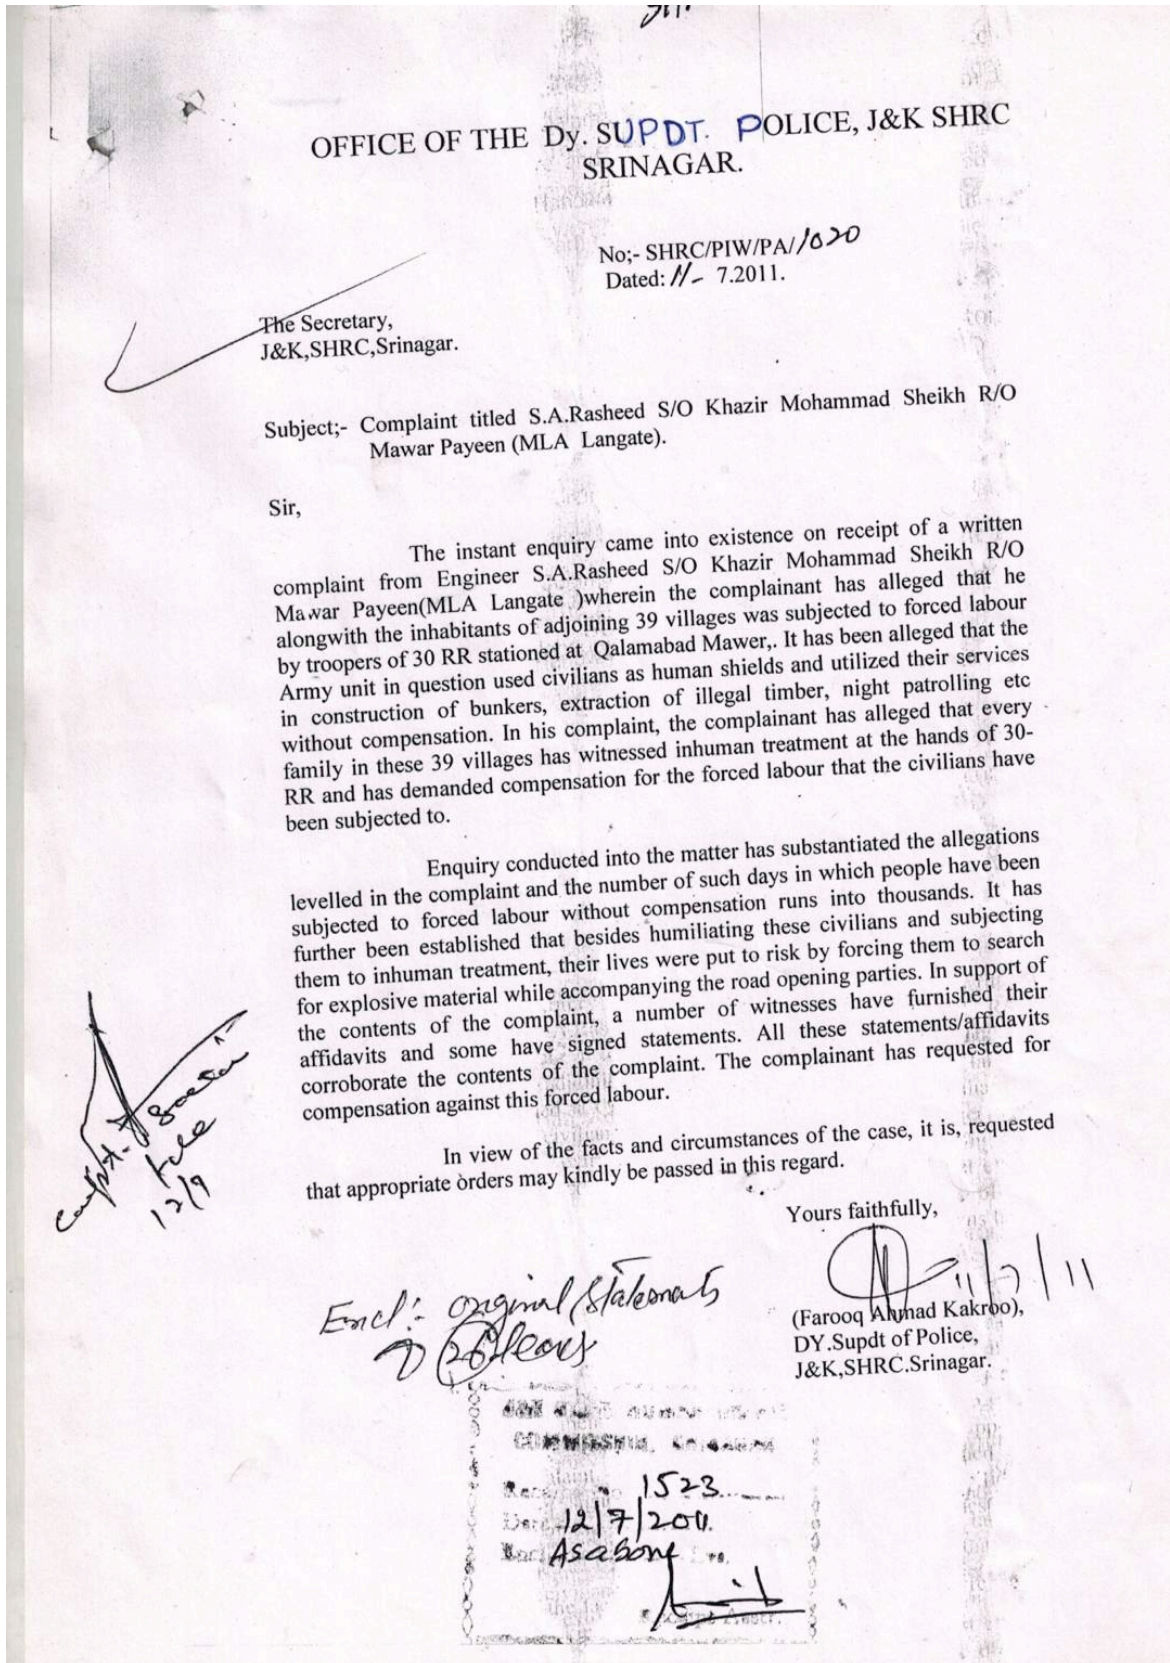 OFFICE OF THE Dy. SUPDT. POLICE, J&K SHRC
SRINAGAR.
No;- SHRC/PIW/PA/1020
Dated: 11- 7.2011.
The Secretary,
J&K,SHRC,Srinagar.
Subject;- Complaint titled S.A.Rasheed S/O Khazir Mohammad Sheikh R/O
Mawar Payeen (MLA Langate).
Sir,
The instant enquiry came into existence on receipt of a written
complaint from Engineer S.A.Rasheed S/O Khazir Mohammad Sheikh R/O
Mawar Payeen(MLA Langate )wherein the complainant has alleged that he
alongwith the inhabitants of adjoining 39 villages was subjected to forced labour
by troopers of 30 RR stationed at Qalamabad Mawer,. It has been alleged that the
Army unit in question used civilians as human shields and utilized their services
in construction of bunkers, extraction of illegal timber, night patrolling etc
without compensation. In his complaint, the complainant has alleged that every
family in these 39 villages has witnessed inhuman treatment at the hands of 30-
RR and has demanded compensation for the forced labour that the civilians have
been subjected to.
Enquiry conducted into the matter has substantiated the allegations
levelled in the complaint and the number of such days in which people have been
subjected to forced labour without compensation runs into thousands. It has
further been established that besides humiliating these civilians and subjecting
them to inhuman treatment, their lives were put to risk by forcing them to search
for explosive material while accompanying the road opening parties. In support of
the contents of the complaint, a number of witnesses have furnished their
affidavits and some have signed statements. All these statements/affidavits
corroborate the contents of the complaint. The complainant has requested for
compensation against this forced labour.
In view of the facts and circumstances of the case, it is, requested
that appropriate orders may kindly be passed in this regard.
Yours faithfully,
11/7/11
(Farooq Ahmad Kakroo),
DY.Supdt of Police,
J&K,SHRC.Srinagar.
Encl:- Original Statements
12/9
COMMISSION,
1523
12/7/2011